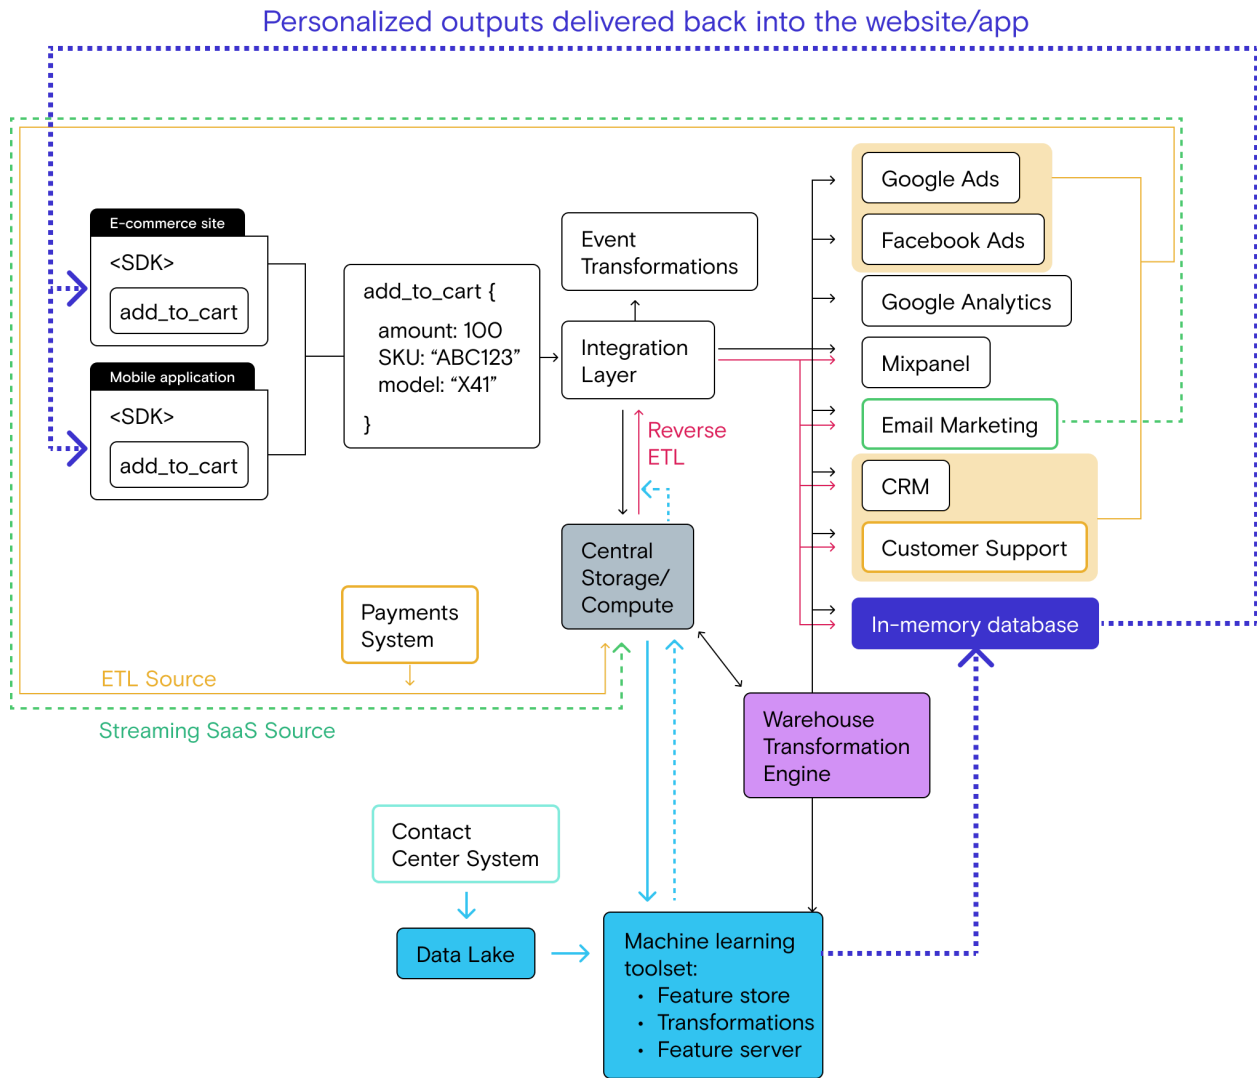 Personalized outputs delivered back into the website/app
E-commerce site
<SDK>
add_to_cart
Mobile application
<SDK>
add_to_cart
add_to_cart {
amount: 100
SKU: “ABC123”
model: “X41”
}
Event
Transformations
Integration
Layer
Reverse
ETL
Google Ads
Facebook Ads
Google Analytics
Mixpanel
Email Marketing
CRM
Customer Support
In-memory database
Central
Storage/
Compute
Payments
System
ETL Source
Streaming SaaS Source
Warehouse
Transformation
Engine
Contact
Center System
Data Lake
Machine learning
toolset:
• Feature store
• Transformations
• Feature server